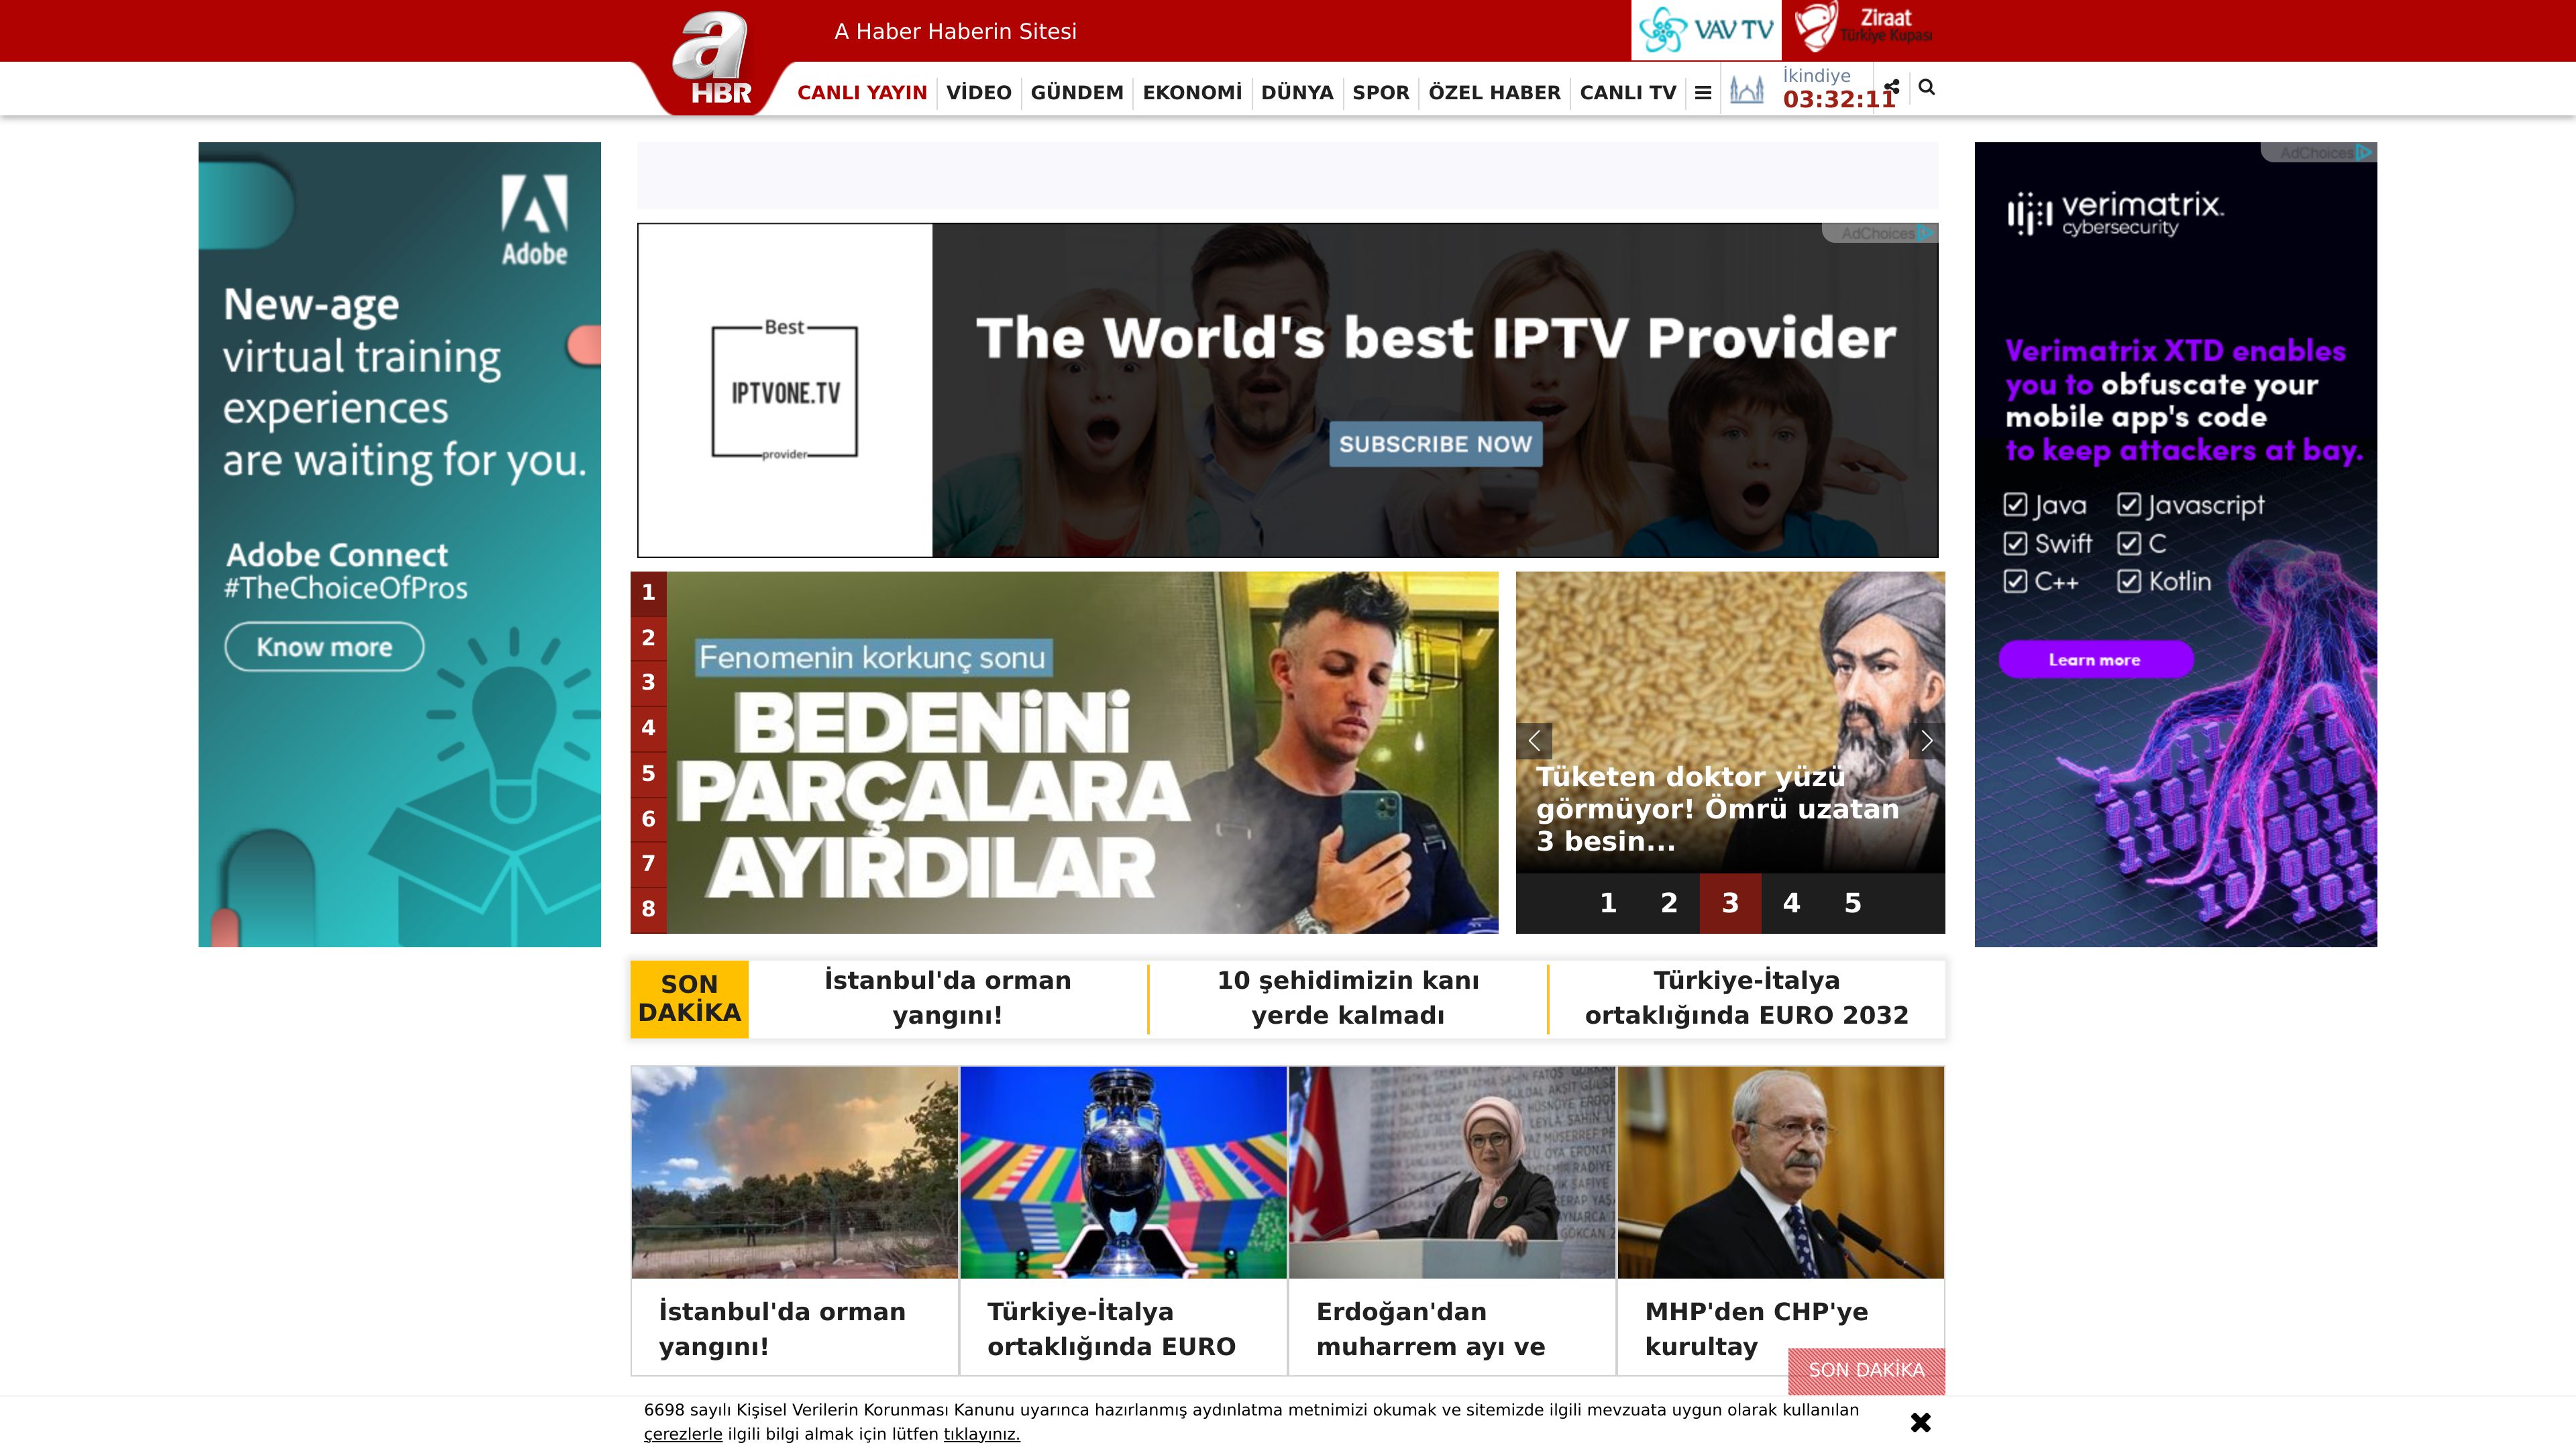 A Haber Haberin Sitesi
VAV TV
Ziraat
Türkiye Kupası
a
HBR
CANLI YAYIN
VİDEO
GÜNDEM
EKONOMİ
DÜNYA
SPOR
ÖZEL HABER
CANLI TV
İkindiye
03:32:11
Adobe
New-age
virtual training
experiences
are waiting for you.
Adobe Connect
#TheChoiceOfPros
Know more
AdChoices
Best
IPTVONE.TV
provider
The World's best IPTV Provider
SUBSCRIBE NOW
AdChoices
verimatrix.
cybersecurity
Verimatrix XTD enables
you to obfuscate your
mobile app's code
to keep attackers at bay.
Java Javascript
Swift C
C++ Kotlin
Learn more
1
2
3
4
5
6
7
8
Fenomenin korkunç sonu
BEDENİNİ
PARÇALARA
AYIRDILAR
Tüketen doktor yüzü
görmüyor! Ömrü uzatan
3 besin...
1 2 3 4 5
SON
DAKİKA
İstanbul'da orman
yangını!
10 şehidimizin kanı
yerde kalmadı
Türkiye-İtalya
ortaklığında EURO 2032
İstanbul'da orman
yangını!
Türkiye-İtalya
ortaklığında EURO
Erdoğan'dan
muharrem ayı ve
MHP'den CHP'ye
kurultay
SON DAKİKA
6698 sayılı Kişisel Verilerin Korunması Kanunu uyarınca hazırlanmış aydınlatma metnimizi okumak ve sitemizde ilgili mevzuata uygun olarak kullanılan
çerezlerle ilgili bilgi almak için lütfen tıklayınız.